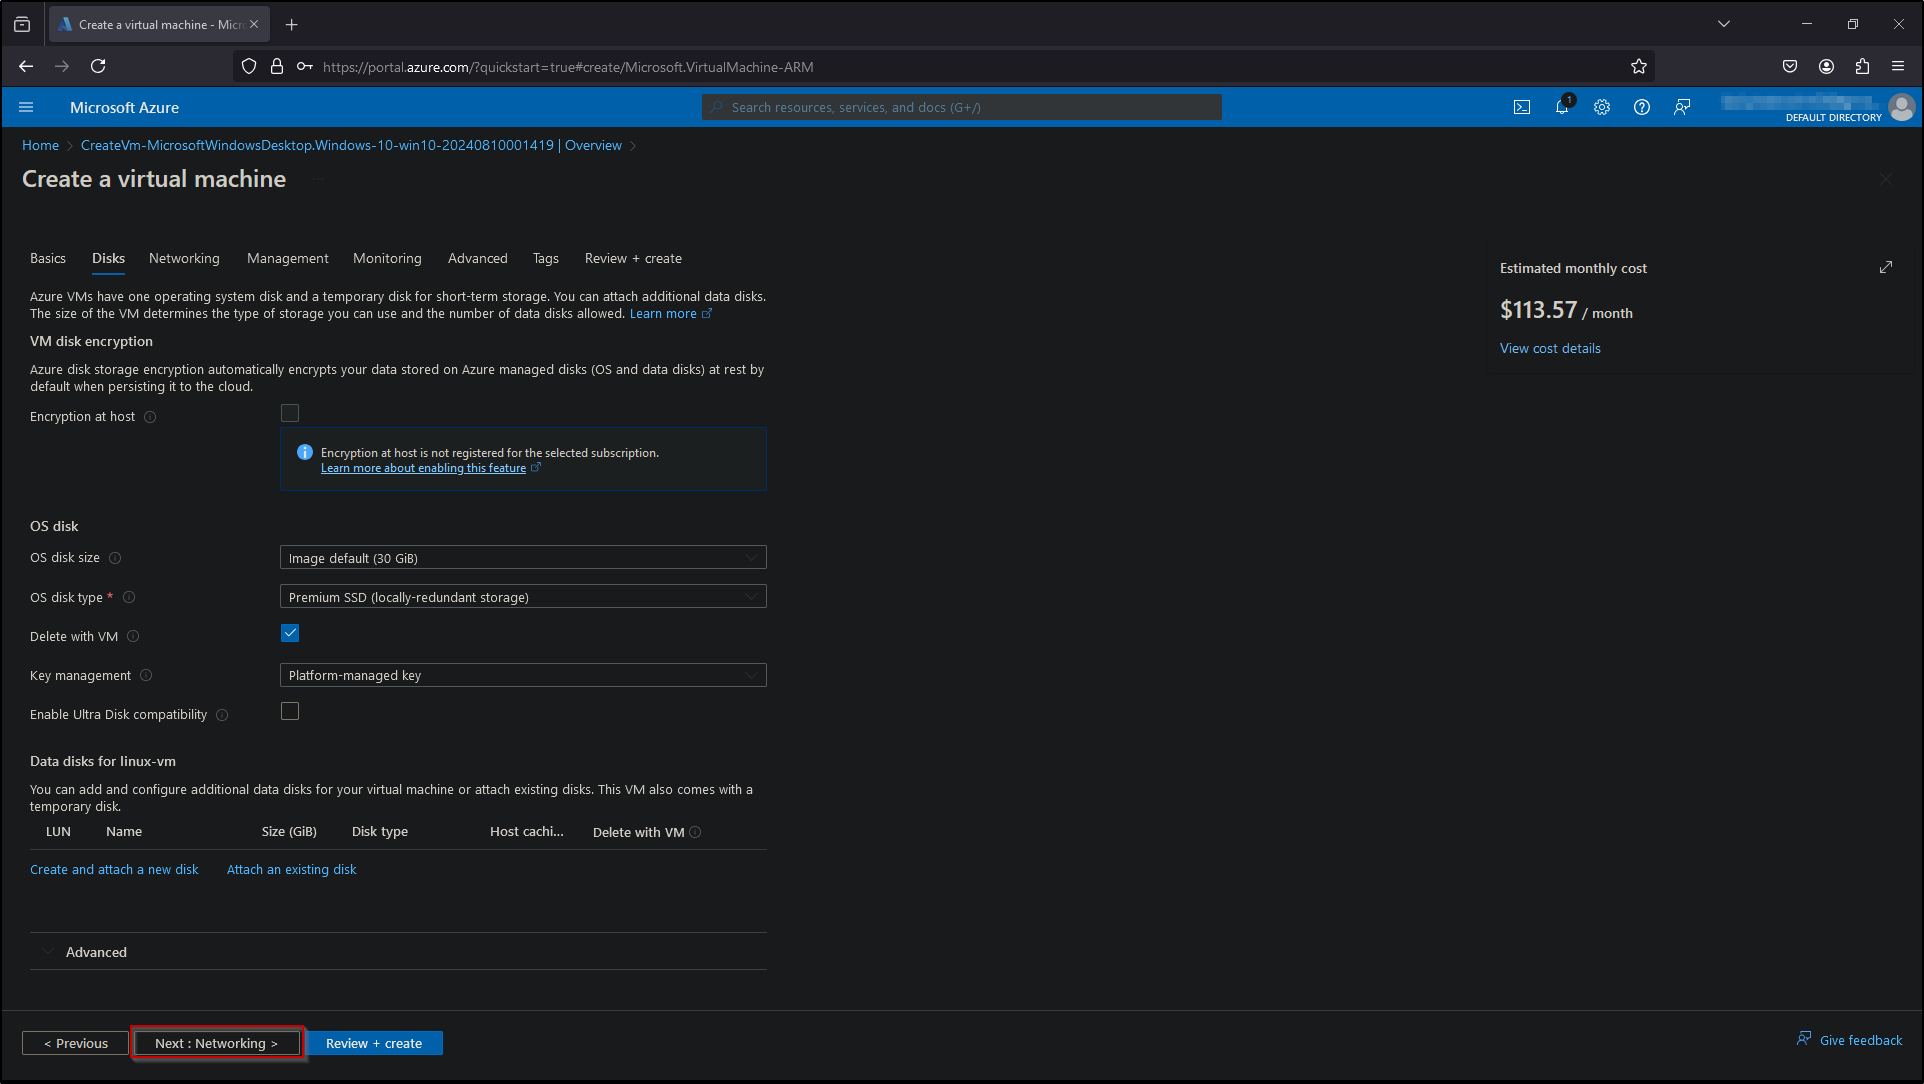 Create a virtual machine - Micr
https://portal.azure.com/?quickstart=true#create/Microsoft.VirtualMachine-ARM
Microsoft Azure
Search resources, services, and docs (G+/)
1
DEFAULT DIRECTORY
Home > CreateVm-MicrosoftWindowsDesktop.Windows-10-win10-20240810001419 | Overview >
Create a virtual machine ...
Basics Disks Networking Management Monitoring Advanced Tags Review + create
Azure VMs have one operating system disk and a temporary disk for short-term storage. You can attach additional data disks.
The size of the VM determines the type of storage you can use and the number of data disks allowed. Learn more
VM disk encryption
Azure disk storage encryption automatically encrypts your data stored on Azure managed disks (OS and data disks) at rest by
default when persisting it to the cloud.
Encryption at host
Encryption at host is not registered for the selected subscription.
Learn more about enabling this feature
OS disk
OS disk size
Image default (30 GiB)
OS disk type *
Premium SSD (locally-redundant storage)
Delete with VM
Key management
Platform-managed key
Enable Ultra Disk compatibility
Data disks for linux-vm
You can add and configure additional data disks for your virtual machine or attach existing disks. This VM also comes with a
temporary disk.
LUN Name Size (GiB) Disk type Host cachi... Delete with VM
Create and attach a new disk Attach an existing disk
Advanced
< Previous
Next : Networking >
Review + create
Estimated monthly cost
$113.57 / month
View cost details
Give feedback